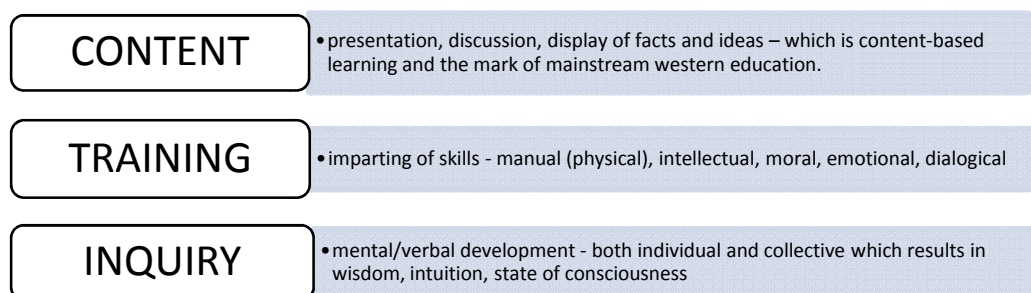 CONTENT
•presentation, discussion, display of facts and ideas – which is content-based
learning and the mark of mainstream western education.
TRAINING
•imparting of skills - manual (physical), intellectual, moral, emotional, dialogical
INQUIRY
•mental/verbal development - both individual and collective which results in
wisdom, intuition, state of consciousness